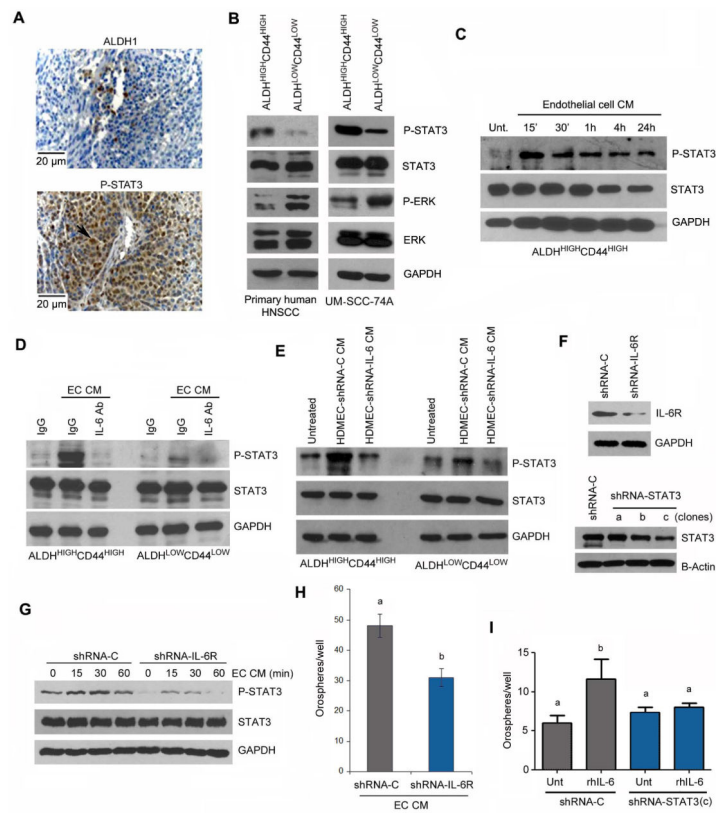 A
ALDH1
20 µm
P-STAT3
20 µm
B
ALDHHIGHCD44HIGH
ALDHLOWCD44LOW
ALDHHIGHCD44HIGH
ALDHLOWCD44LOW
P-STAT3
STAT3
P-ERK
ERK
GAPDH
Primary human HNSCC
UM-SCC-74A
C
Endothelial cell CM
Unt. 15' 30' 1h 4h 24h
P-STAT3
STAT3
GAPDH
ALDHHIGHCD44HIGH
D
EC CM EC CM
IgG IgG IL-6 Ab IgG IgG IL-6 Ab
P-STAT3
STAT3
GAPDH
ALDHHIGHCD44HIGH ALDHLOWCD44LOW
E
Untreated
HDMEC-shRNA-C CM
HDMEC-shRNA-IL-6 CM
Untreated
HDMEC-shRNA-C CM
HDMEC-shRNA-IL-6 CM
P-STAT3
STAT3
GAPDH
ALDHHIGHCD44HIGH ALDHLOWCD44LOW
F
shRNA-C
shRNA-IL-6R
IL-6R
GAPDH
shRNA-C
shRNA-STAT3
a b c (clones)
STAT3
B-Actin
G
shRNA-C shRNA-IL-6R
0 15 30 60 0 15 30 60 EC CM (min)
P-STAT3
STAT3
GAPDH
H
Orospheres/well
60
50
40
30
20
10
0
a
b
shRNA-C shRNA-IL-6R
EC CM
I
Orospheres/well
15
10
5
0
a
b
a
a
Unt rhIL-6 Unt rhIL-6
shRNA-C shRNA-STAT3(c)